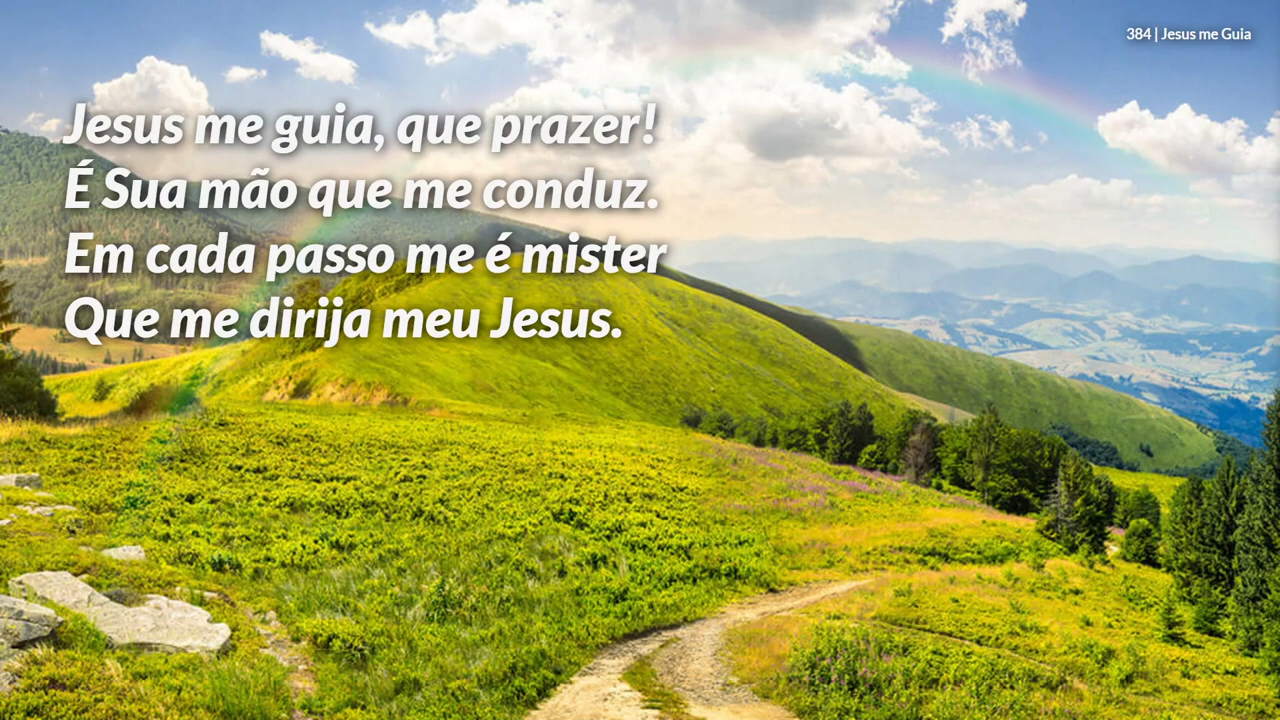 384 | Jesus me Guia
Jesus me guia, que prazer!
É Sua mão que me conduz.
Em cada passo me é mister
Que me dirija meu Jesus.